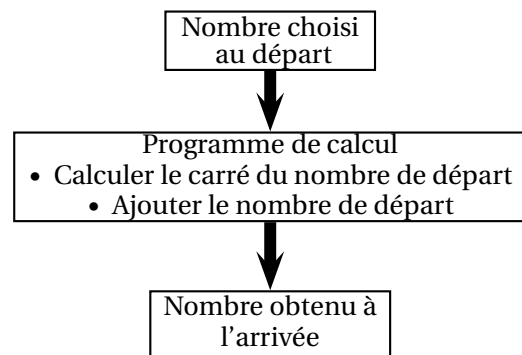 Nombre choisi
au départ
Programme de calcul
• Calculer le carré du nombre de départ
• Ajouter le nombre de départ
Nombre obtenu à
l'arrivée